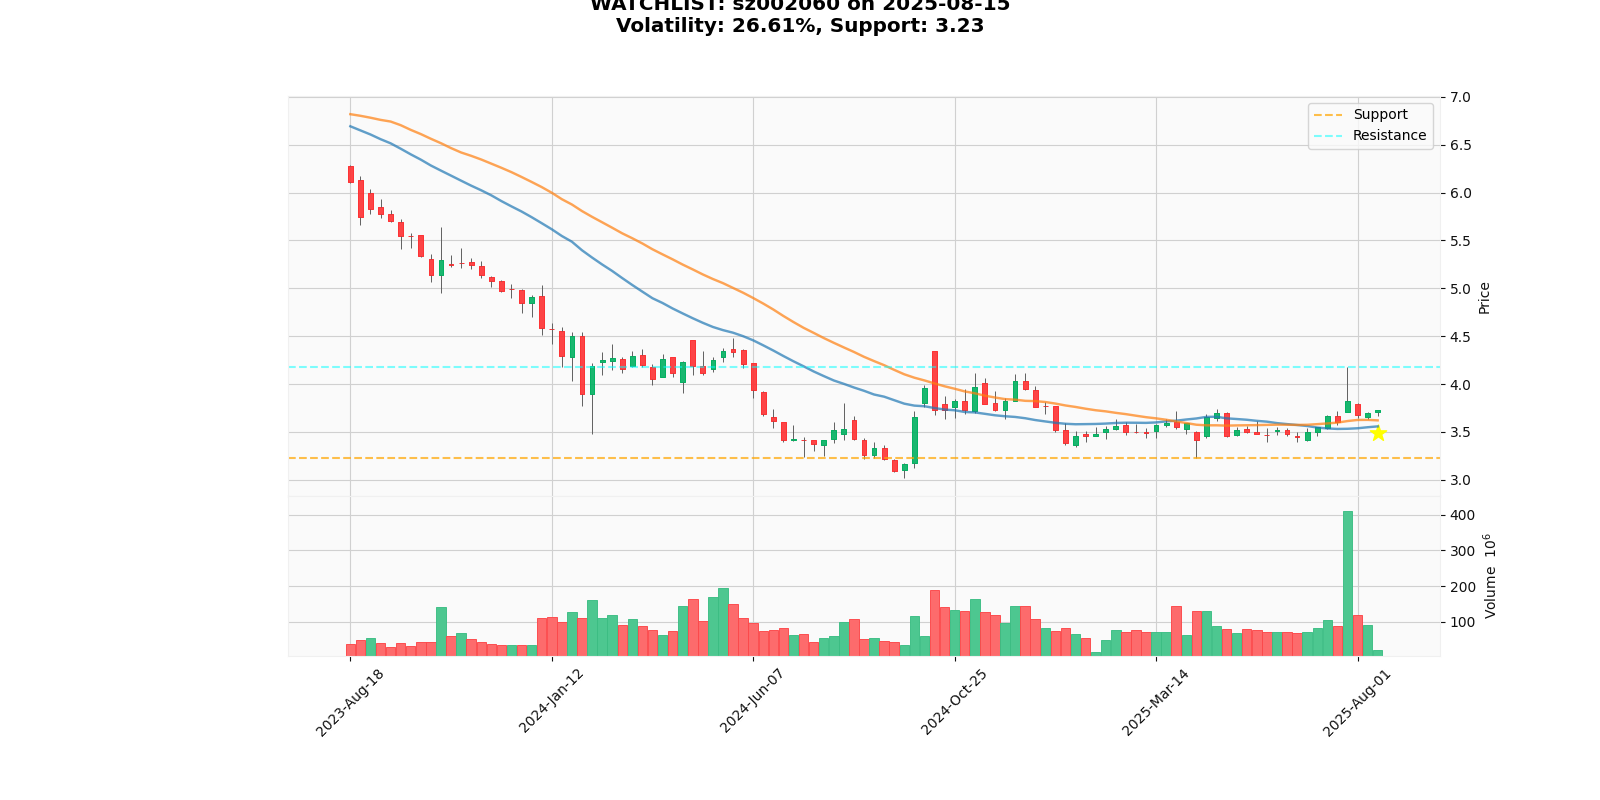 WATCHLIST: sz002060 on 2025-08-15
Volatility: 26.61%, Support: 3.23
Support
Resistance
7.0
6.5
6.0
5.5
5.0
4.5
4.0
3.5
3.0
Price
400
300
200
100
Volume 10^6
2023-Aug-18
2024-Jan-12
2024-Jun-07
2024-Oct-25
2025-Mar-14
2025-Aug-01